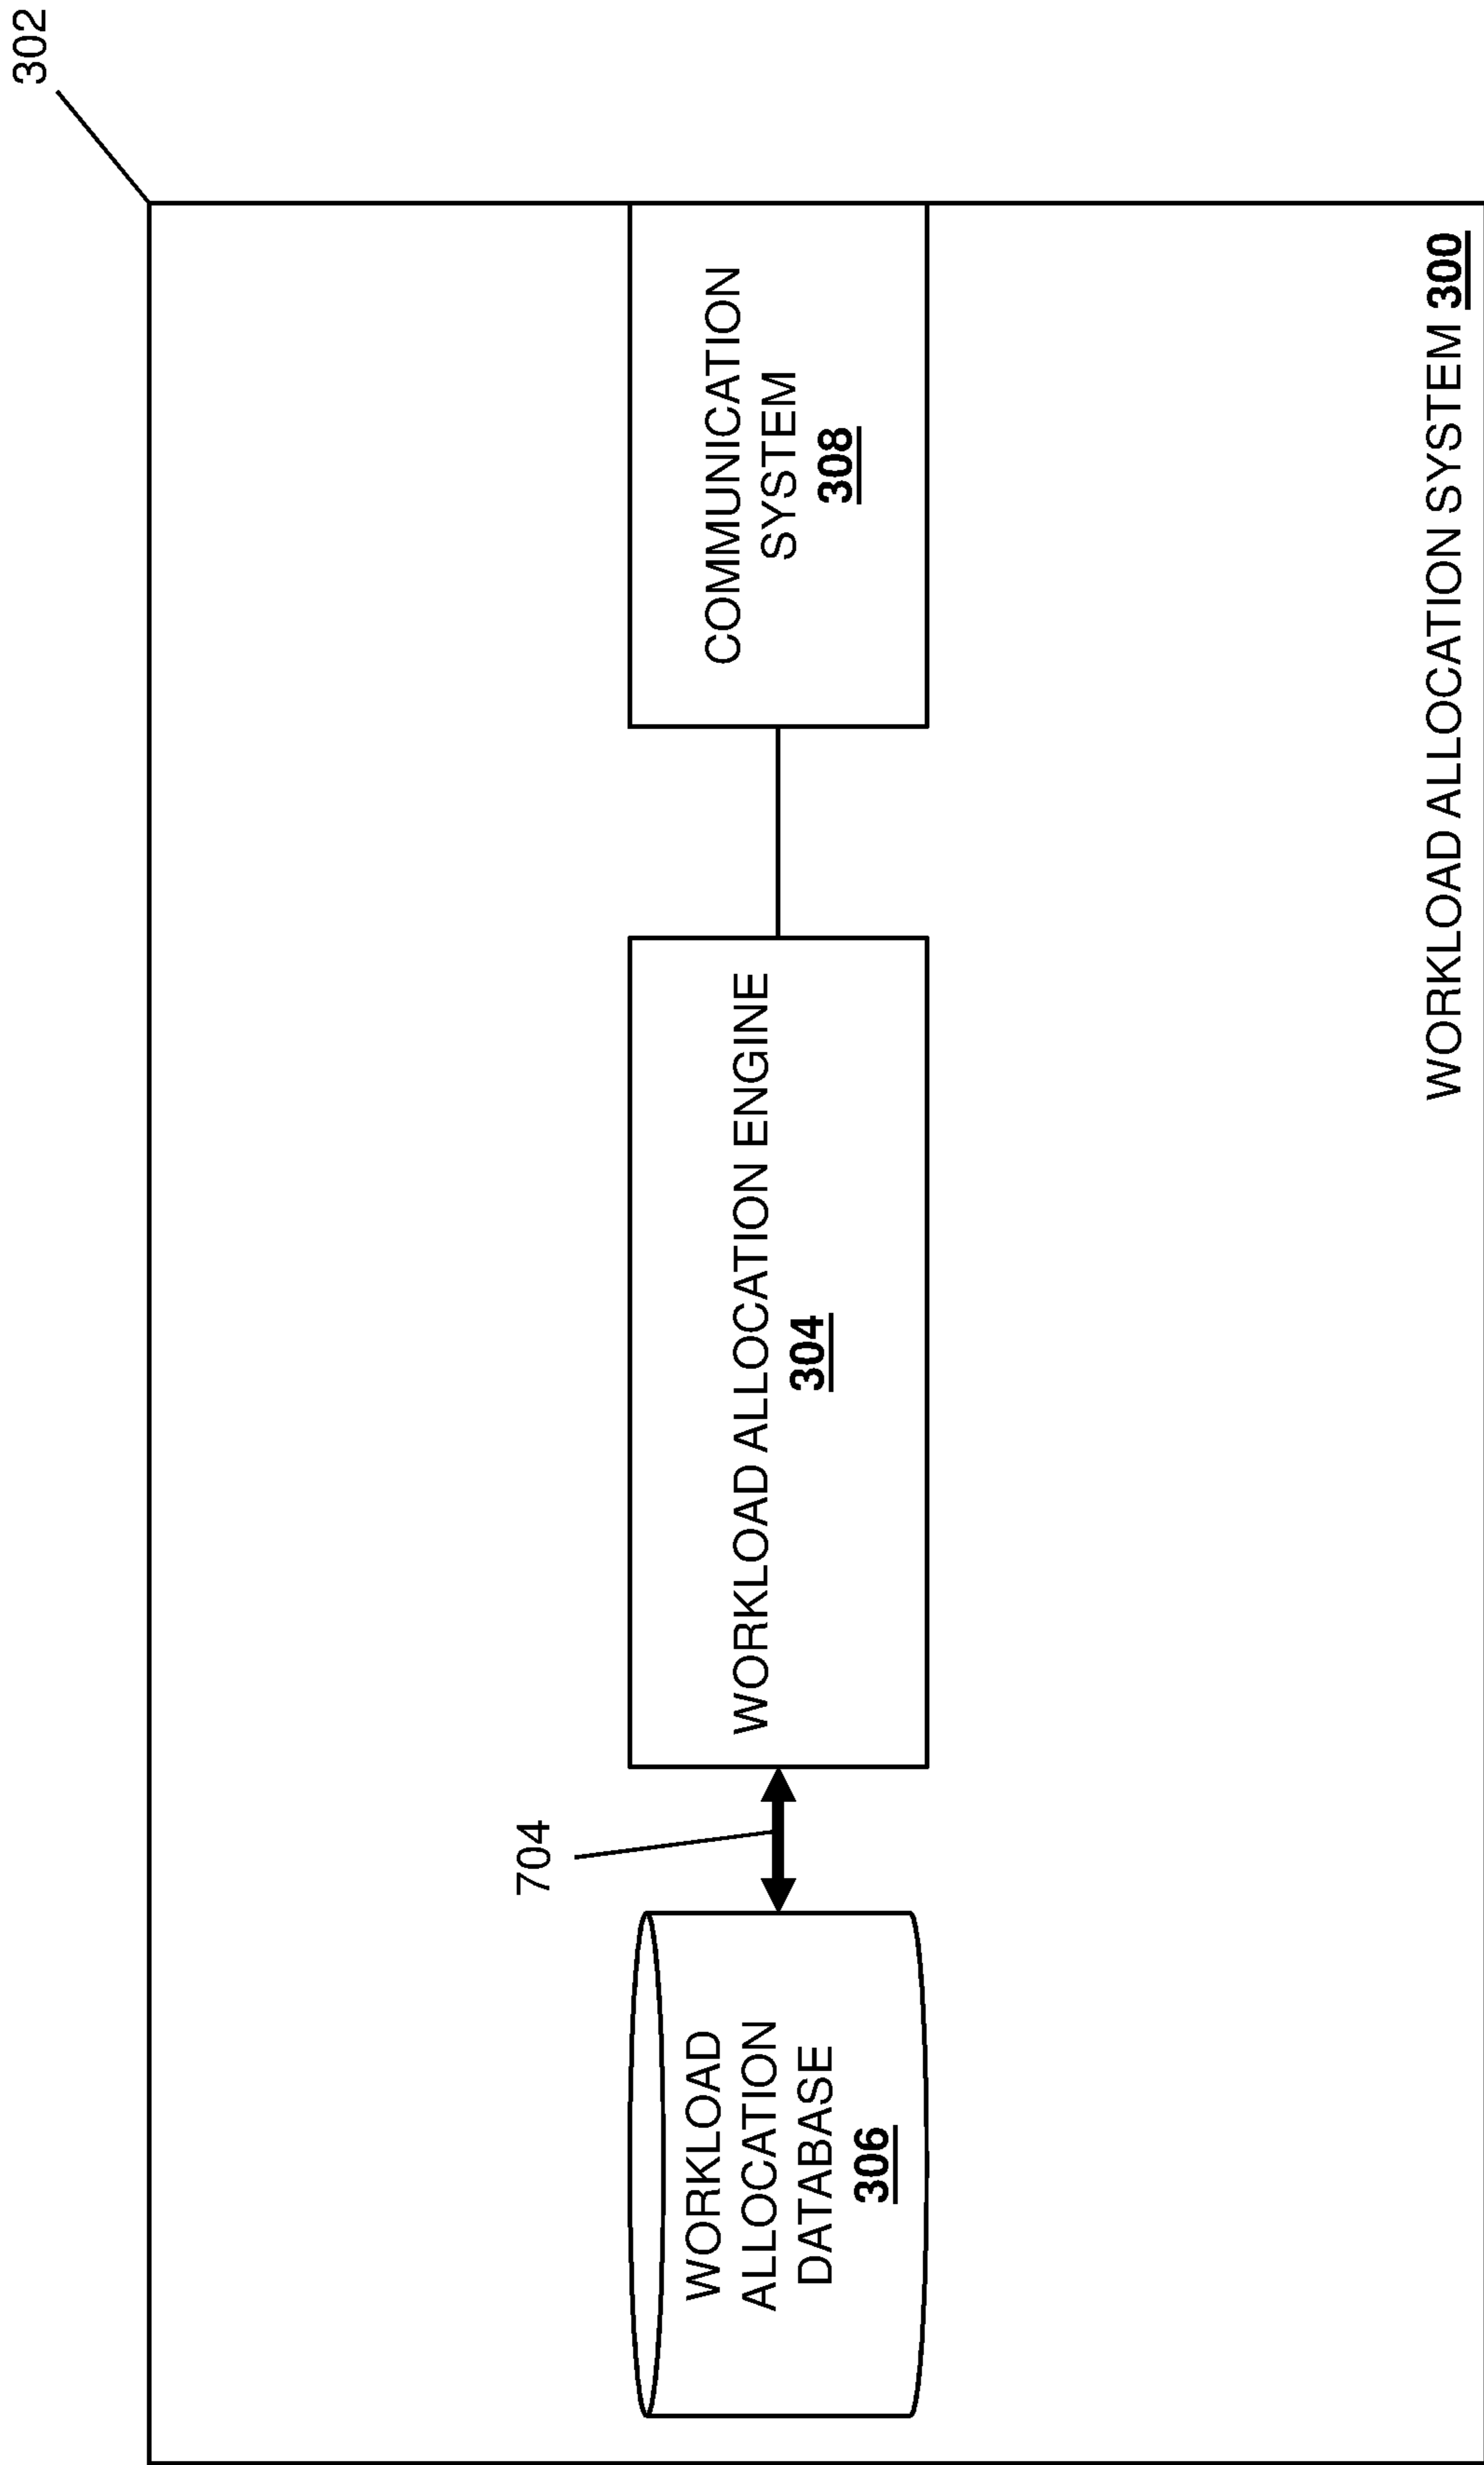 302
704
WORKLOAD
ALLOCATION
DATABASE
306
WORKLOAD ALLOCATION ENGINE
304
COMMUNICATION
SYSTEM
308
WORKLOAD ALLOCATION SYSTEM 300